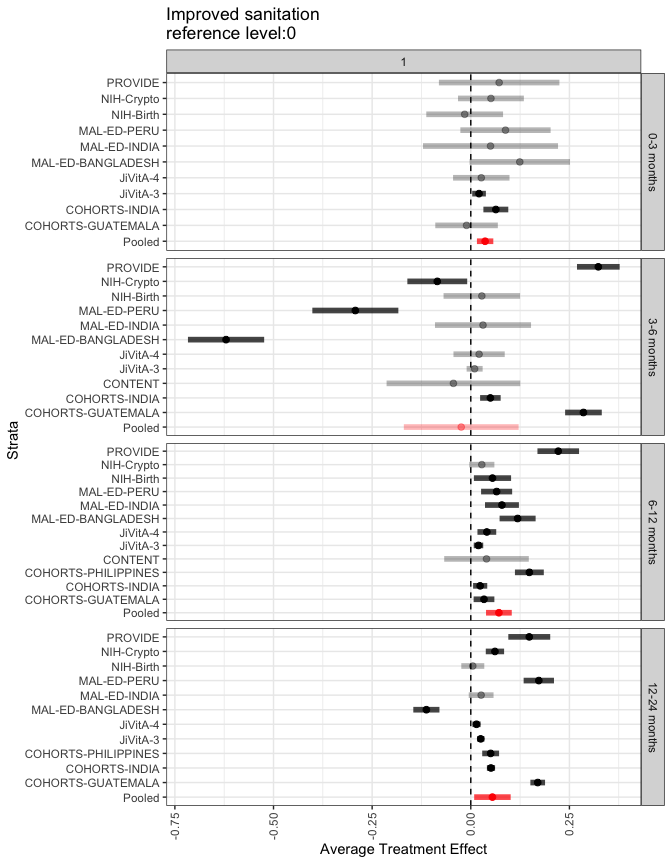 Improved sanitation
reference level:0
1
PROVIDE
NIH-Crypto
NIH-Birth
MAL-ED-PERU
MAL-ED-INDIA
MAL-ED-BANGLADESH
JiVitA-4
JiVitA-3
COHORTS-INDIA
COHORTS-GUATEMALA
Pooled
0-3 months
PROVIDE
NIH-Crypto
NIH-Birth
MAL-ED-PERU
MAL-ED-INDIA
MAL-ED-BANGLADESH
JiVitA-4
JiVitA-3
CONTENT
COHORTS-INDIA
COHORTS-GUATEMALA
Pooled
3-6 months
PROVIDE
NIH-Crypto
NIH-Birth
MAL-ED-PERU
MAL-ED-INDIA
MAL-ED-BANGLADESH
JiVitA-4
JiVitA-3
CONTENT
COHORTS-PHILIPPINES
COHORTS-INDIA
COHORTS-GUATEMALA
Pooled
6-12 months
PROVIDE
NIH-Crypto
NIH-Birth
MAL-ED-PERU
MAL-ED-INDIA
MAL-ED-BANGLADESH
JiVitA-4
JiVitA-3
COHORTS-PHILIPPINES
COHORTS-INDIA
COHORTS-GUATEMALA
Pooled
12-24 months
Strata
-0.75
-0.50
-0.25
0.00
0.25
Average Treatment Effect